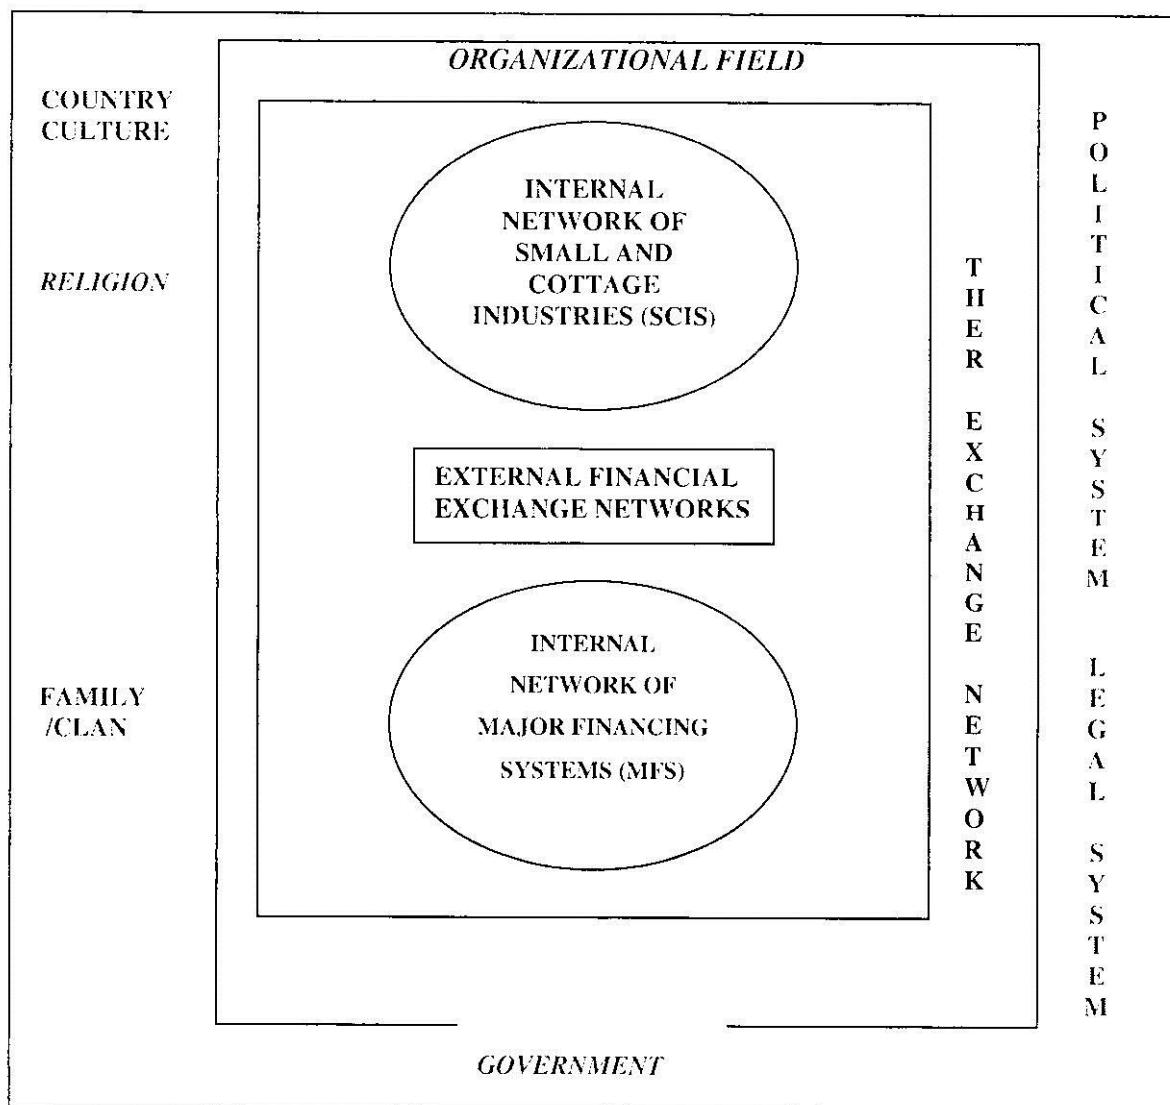 ORGANIZATIONAL FIELD
COUNTRY
CULTURE
RELIGION
FAMILY
/CLAN
INTERNAL
NETWORK OF
SMALL AND
COTTAGE
INDUSTRIES (SCIS)
EXTERNAL FINANCIAL
EXCHANGE NETWORKS
INTERNAL
NETWORK OF
MAJOR FINANCING
SYSTEMS (MFS)
THER EXCHANGE NETWORK
POLITICAL SYSTEM LEGAL SYSTEM
GOVERNMENT